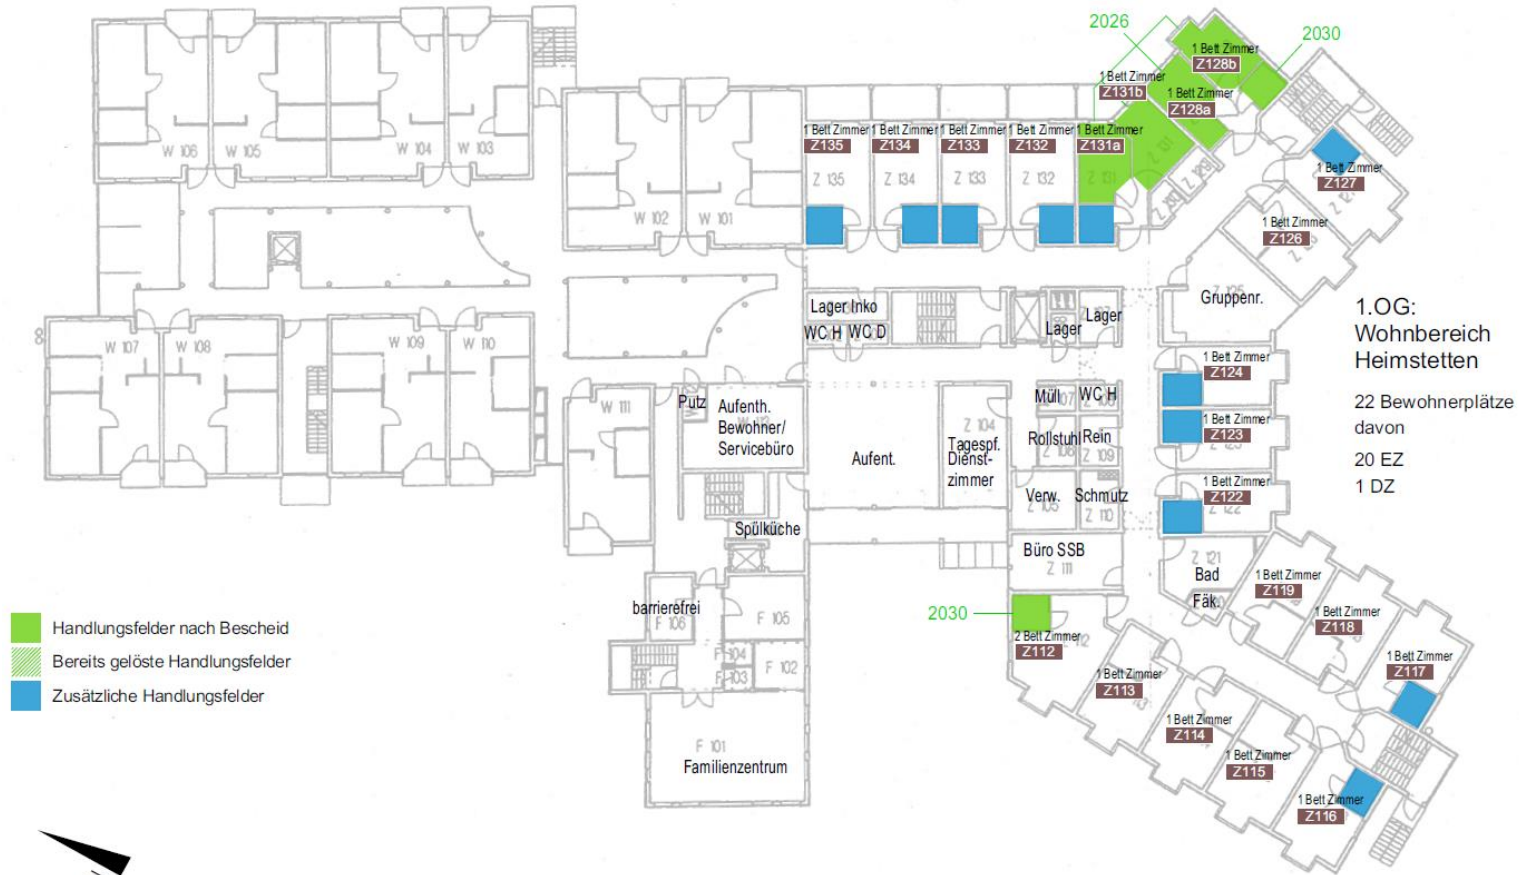 2026
2030
1 Bett Zimmer
Z128b
1 Bett Zimmer
Z131b
1 Bett Zimmer
Z128a
1 Bett Zimmer
Z135
1 Bett Zimmer
Z134
1 Bett Zimmer
Z133
1 Bett Zimmer
Z132
1 Bett Zimmer
Z131a
1 Bett Zimmer
Z127
1 Bett Zimmer
Z126
W 106
W 105
W 104
W 103
W 102
W 101
Z 135
Z 134
Z 133
Z 132
Z 131
Gruppenr.
Lager Inko
WC H
WC D
Lager
Lager
1.OG:
Wohnbereich
Heimstetten
22 Bewohnerplätze
davon
20 EZ
1 DZ
W 107
W 108
W 109
W 110
W 111
1 Bett Zimmer
Z124
1 Bett Zimmer
Z123
1 Bett Zimmer
Z122
Putz
Aufenth.
Bewohner/
Servicebüro
Aufent.
Z 104
Tagespf.
Dienst-
zimmer
Müll
WC H
Rollstuhl
Rein
Z 109
Verw.
Z 105
Schmutz
Z 110
Spülküche
Büro SSB
Z 111
Z 121
Bad
Fäk.
1 Bett Zimmer
Z119
1 Bett Zimmer
Z118
1 Bett Zimmer
Z117
barrierefrei
F 106
F 105
F 104
F 103
F 102
2030
2 Bett Zimmer
Z112
1 Bett Zimmer
Z113
1 Bett Zimmer
Z114
1 Bett Zimmer
Z115
1 Bett Zimmer
Z116
F 101
Familienzentrum
Handlungsfelder nach Bescheid
Bereits gelöste Handlungsfelder
Zusätzliche Handlungsfelder